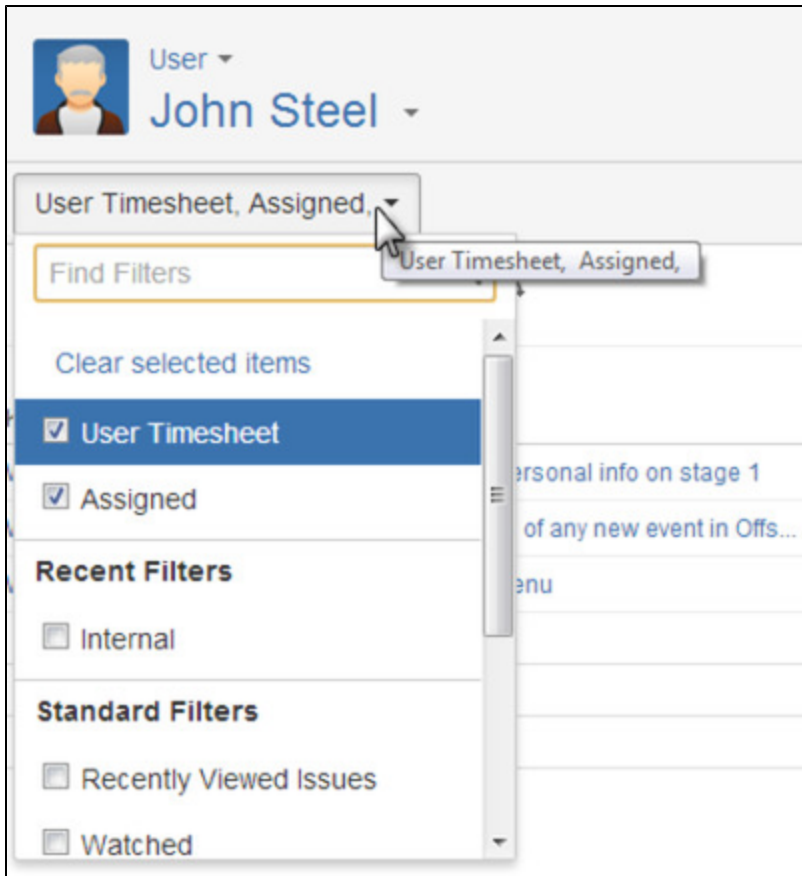 User
John Steel
User Timesheet, Assigned,
User Timesheet, Assigned,
Find Filters
Clear selected items
User Timesheet
Assigned
ersonal info on stage 1
of any new event in Offs...
Recent Filters
enu
Internal
Standard Filters
Recently Viewed Issues
Watched